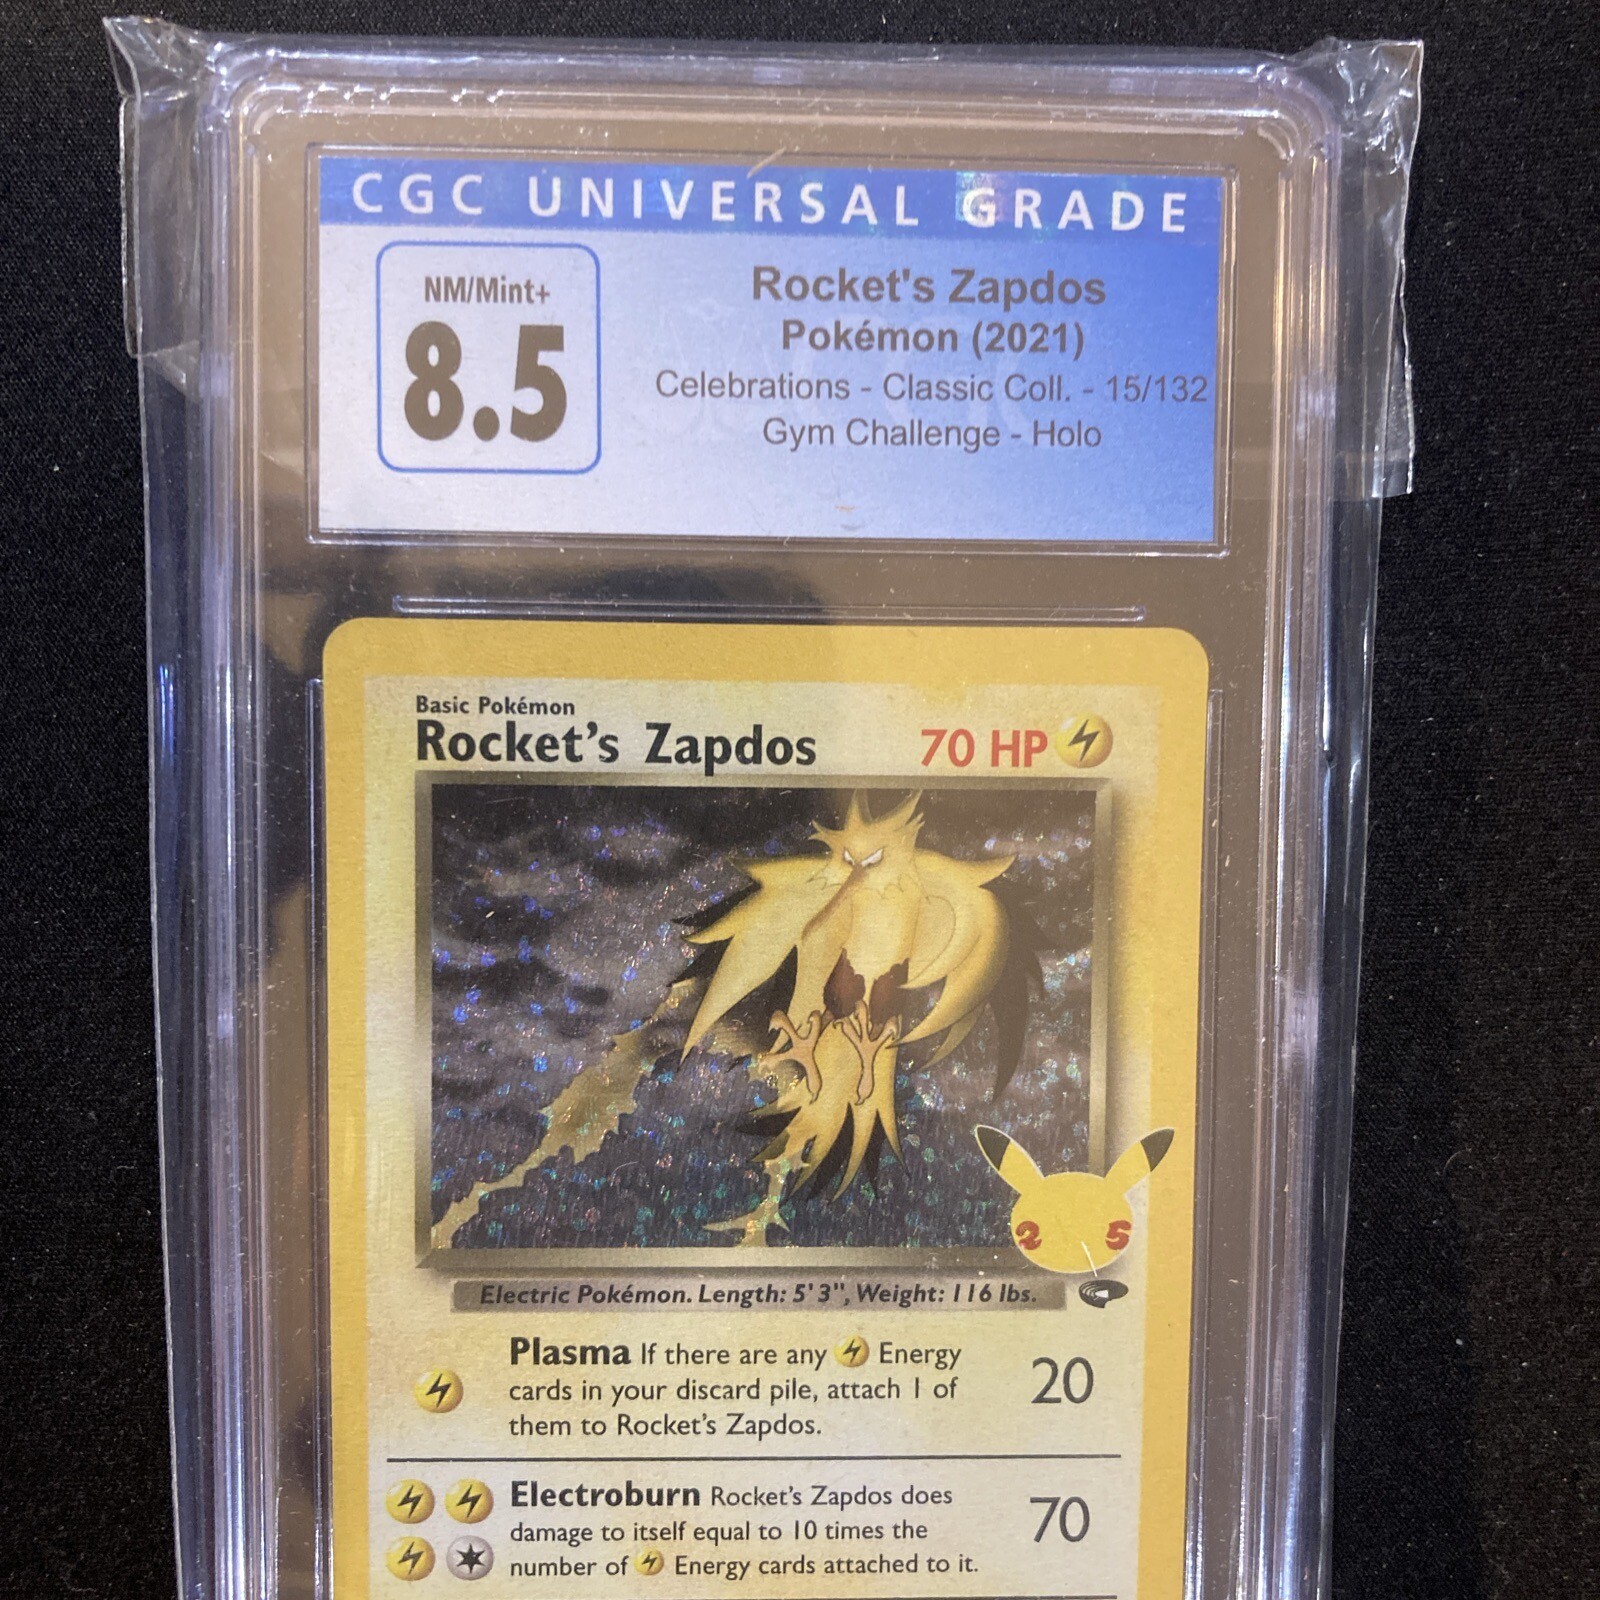 CGC UNIVERSAL GRADE
NM/Mint+
8.5
Rocket's Zapdos
Pokémon (2021)
Celebrations - Classic Coll. - 15/132
Gym Challenge - Holo
Basic Pokémon
Rocket's Zapdos 70 HP
25
Electric Pokémon. Length: 5'3", Weight: 116 lbs.
Plasma If there are any Energy
cards in your discard pile, attach 1 of
them to Rocket's Zapdos.
20
Electroburn Rocket's Zapdos does
damage to itself equal to 10 times the
number of Energy cards attached to it.
70